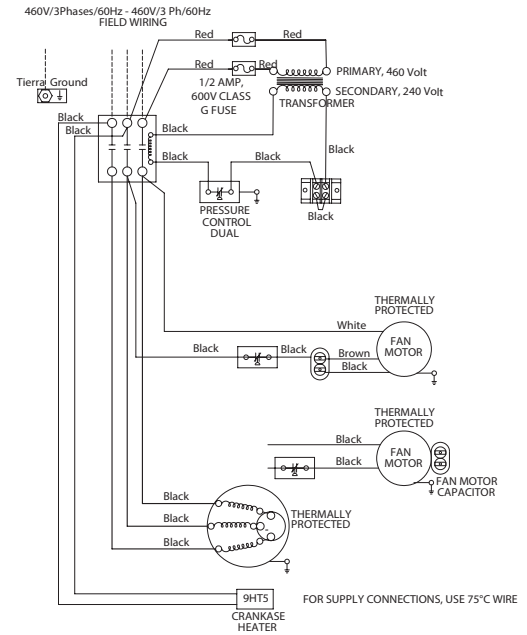 460V/3Phases/60Hz - 460V/3 Ph/60Hz
FIELD WIRING
Red
Red
Red
Red
Tierra Ground
1/2 AMP,
600V CLASS
G FUSE
PRIMARY, 460 Volt
SECONDARY, 240 Volt
TRANSFORMER
Black
Black
Black
Black
Black
Black
PRESSURE
CONTROL
DUAL
Black
THERMALLY
PROTECTED
White
FAN
MOTOR
Black
Black
Brown
Black
THERMALLY
PROTECTED
Black
FAN
MOTOR
Black
FAN MOTOR
CAPACITOR
Black
Black
Black
THERMALLY
PROTECTED
9HT5
CRANKASE
HEATER
FOR SUPPLY CONNECTIONS, USE 75°C WIRE